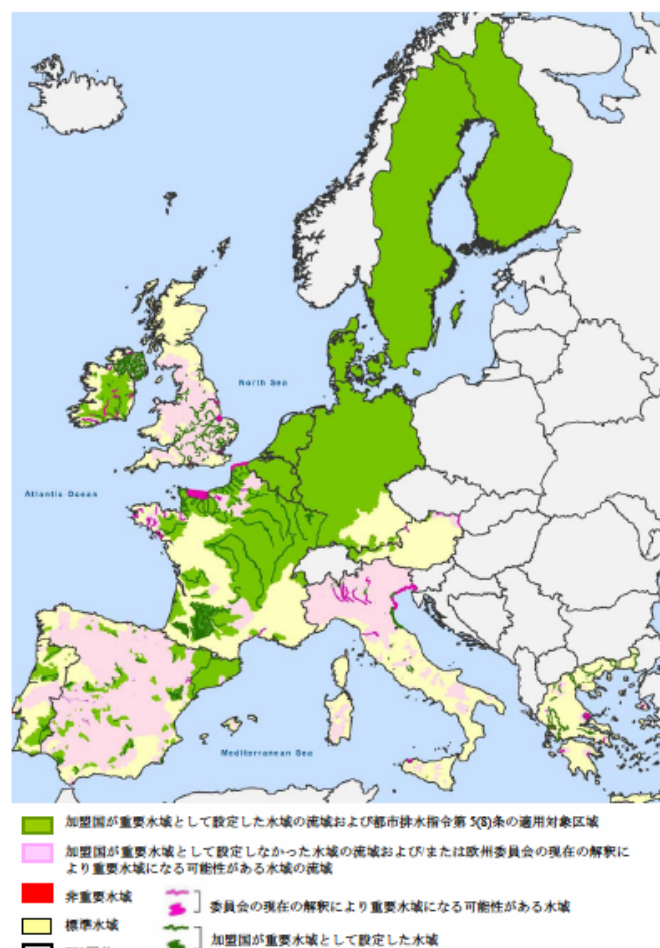 North Sea
Atlantic Ocean
Mediterranean Sea
加盟国が重要水域として設定した水域の流域および都市排水指令第 5(8)条の適用対象区域
加盟国が重要水域として設定しなかった水域の流域および/または欧州委員会の現在の解釈に
より重要水域になる可能性がある水域の流域
非重要水域
委員会の現在の解釈により重要水域になる可能性がある水域
標準水域
加盟国が重要水域として設定した水域